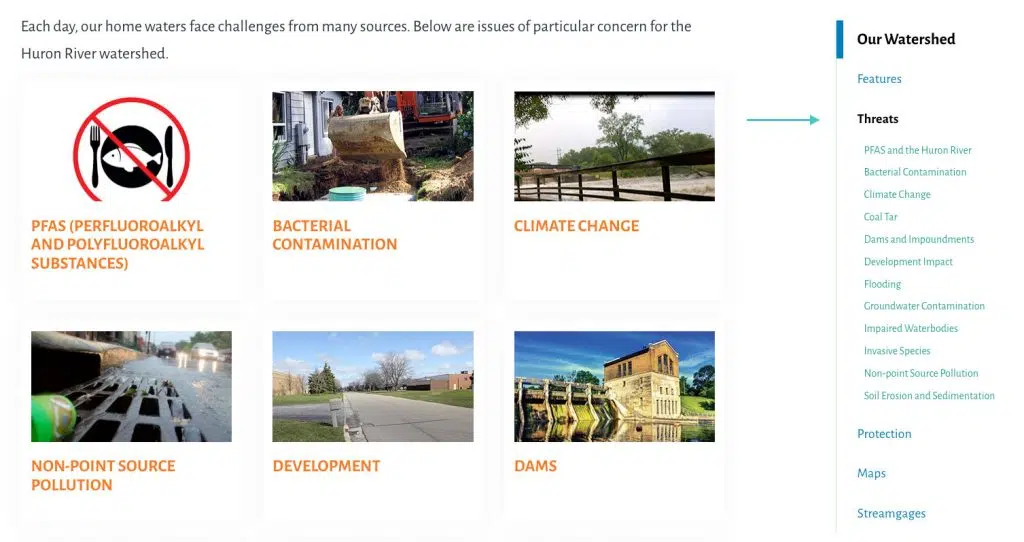 Each day, our home waters face challenges from many sources. Below are issues of particular concern for the
Huron River watershed.
PFAS (PERFLUOROALKYL
AND POLYFLUOROALKYL
SUBSTANCES)
BACTERIAL
CONTAMINATION
CLIMATE CHANGE
NON-POINT SOURCE
POLLUTION
DEVELOPMENT
DAMS
Our Watershed
Features
Threats
PFAS and the Huron River
Bacterial Contamination
Climate Change
Coal Tar
Dams and Impoundments
Development Impact
Flooding
Groundwater Contamination
Impaired Waterbodies
Invasive Species
Non-point Source Pollution
Soil Erosion and Sedimentation
Protection
Maps
Streamgages